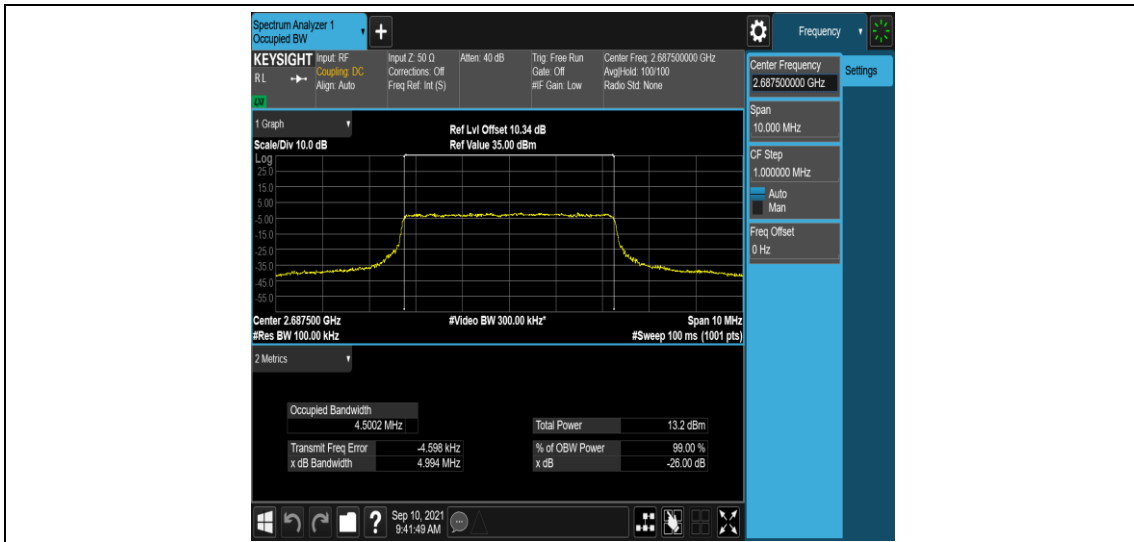 Spectrum Analyzer 1
Occupied BW
Frequency
KEYSIGHT
RL
LXI
Input: RF
Coupling: DC
Align: Auto
Input Z: 50 Ω
Corrections: Off
Freq Ref: Int (S)
Atten: 40 dB
Trig: Free Run
Gate: Off
#IF Gain: Low
Center Freq: 2.687500000 GHz
Avg|Hold: 100/100
Radio Std: None
Center Frequency
2.687500000 GHz
Settings
Span
10.000 MHz
CF Step
1.000000 MHz
Auto
Man
Freq Offset
0 Hz
1 Graph
Scale/Div 10.0 dB
Ref Lvl Offset 10.34 dB
Ref Value 35.00 dBm
Log
25.0
15.0
5.00
-5.00
-15.0
-25.0
-35.0
-45.0
-55.0
Center 2.687500 GHz
#Video BW 300.00 kHz*
Span 10 MHz
#Res BW 100.00 kHz
#Sweep 100 ms (1001 pts)
2 Metrics
Occupied Bandwidth
4.5002 MHz
Total Power 13.2 dBm
Transmit Freq Error -4.598 kHz
% of OBW Power 99.00 %
x dB Bandwidth 4.994 MHz
x dB -26.00 dB
?
Sep 10, 2021
9:41:49 AM